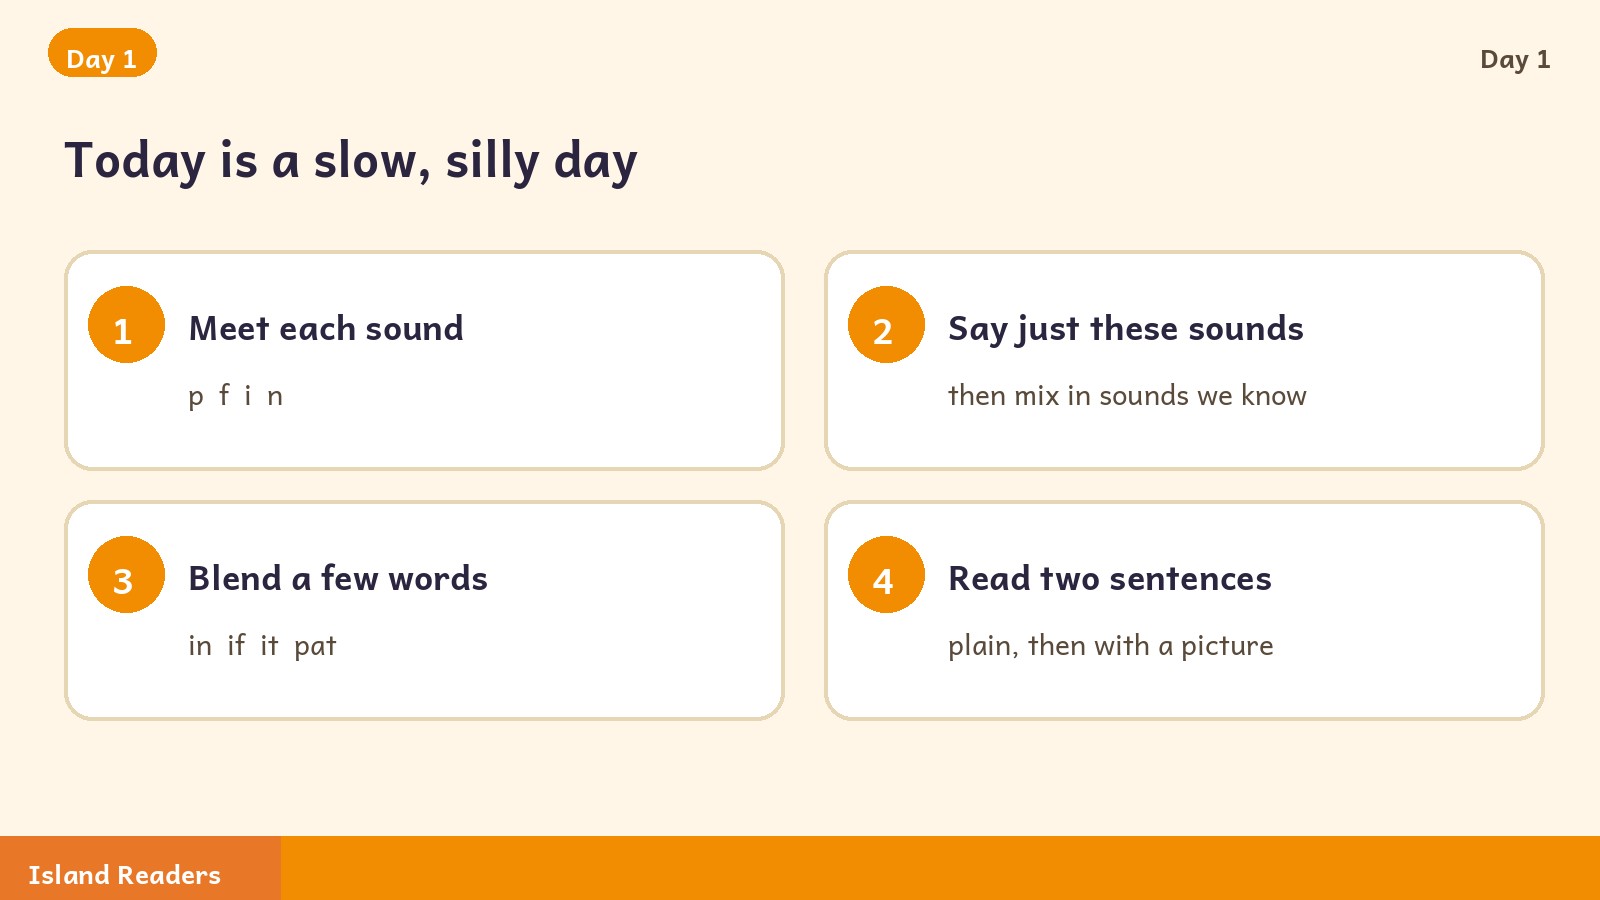 Day 1
Day 1
Today is a slow, silly day
1
Meet each sound
p f i n
2
Say just these sounds
then mix in sounds we know
3
Blend a few words
in if it pat
4
Read two sentences
plain, then with a picture
Island Readers